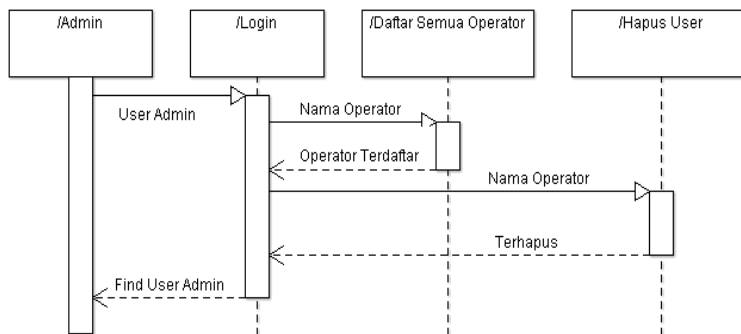 /Admin
/Login
/Daftar Semua Operator
/Hapus User
User Admin
Nama Operator
Operator Terdaftar
Nama Operator
Terhapus
Find User Admin